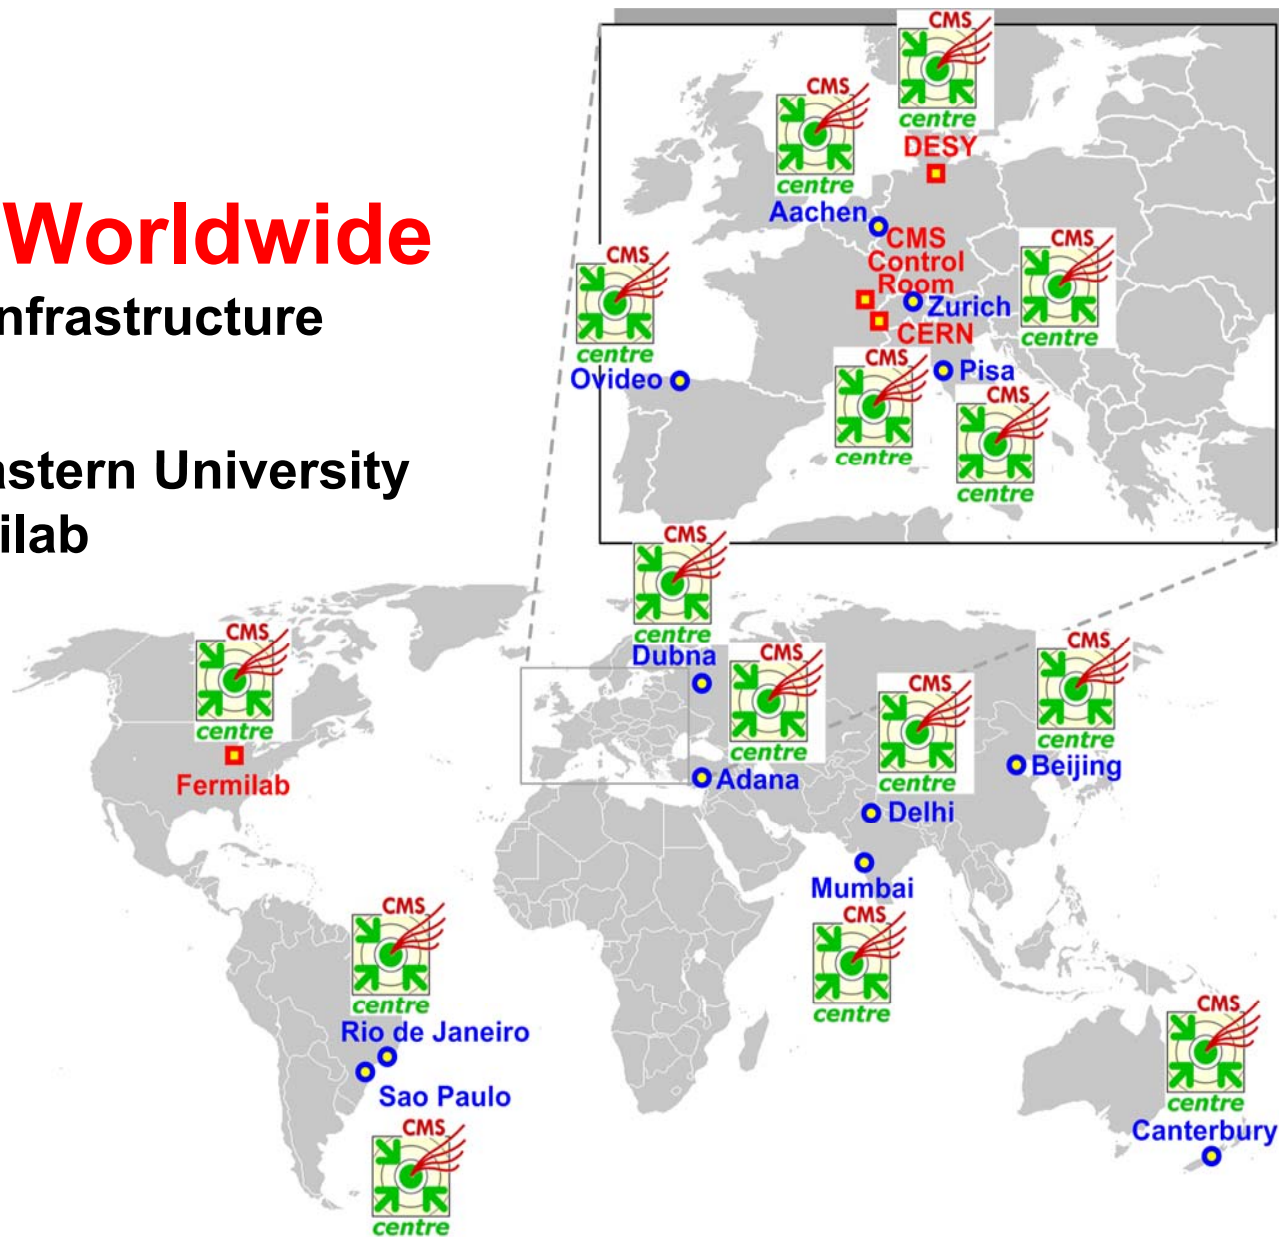 Worldwide
nfrastructure
astern University
ilab
CMS
centre
DESY
CMS
centre
Aachen
CMS
Control
Room
CMS
centre
Zurich
CERN
CMS
centre
Ovideo
CMS
centre
Pisa
CMS
centre
CMS
centre
Dubna
CMS
centre
Fermilab
CMS
centre
Adana
CMS
centre
Delhi
CMS
centre
Beijing
Mumbai
CMS
centre
CMS
centre
Rio de Janeiro
Sao Paulo
CMS
centre
CMS
centre
Canterbury